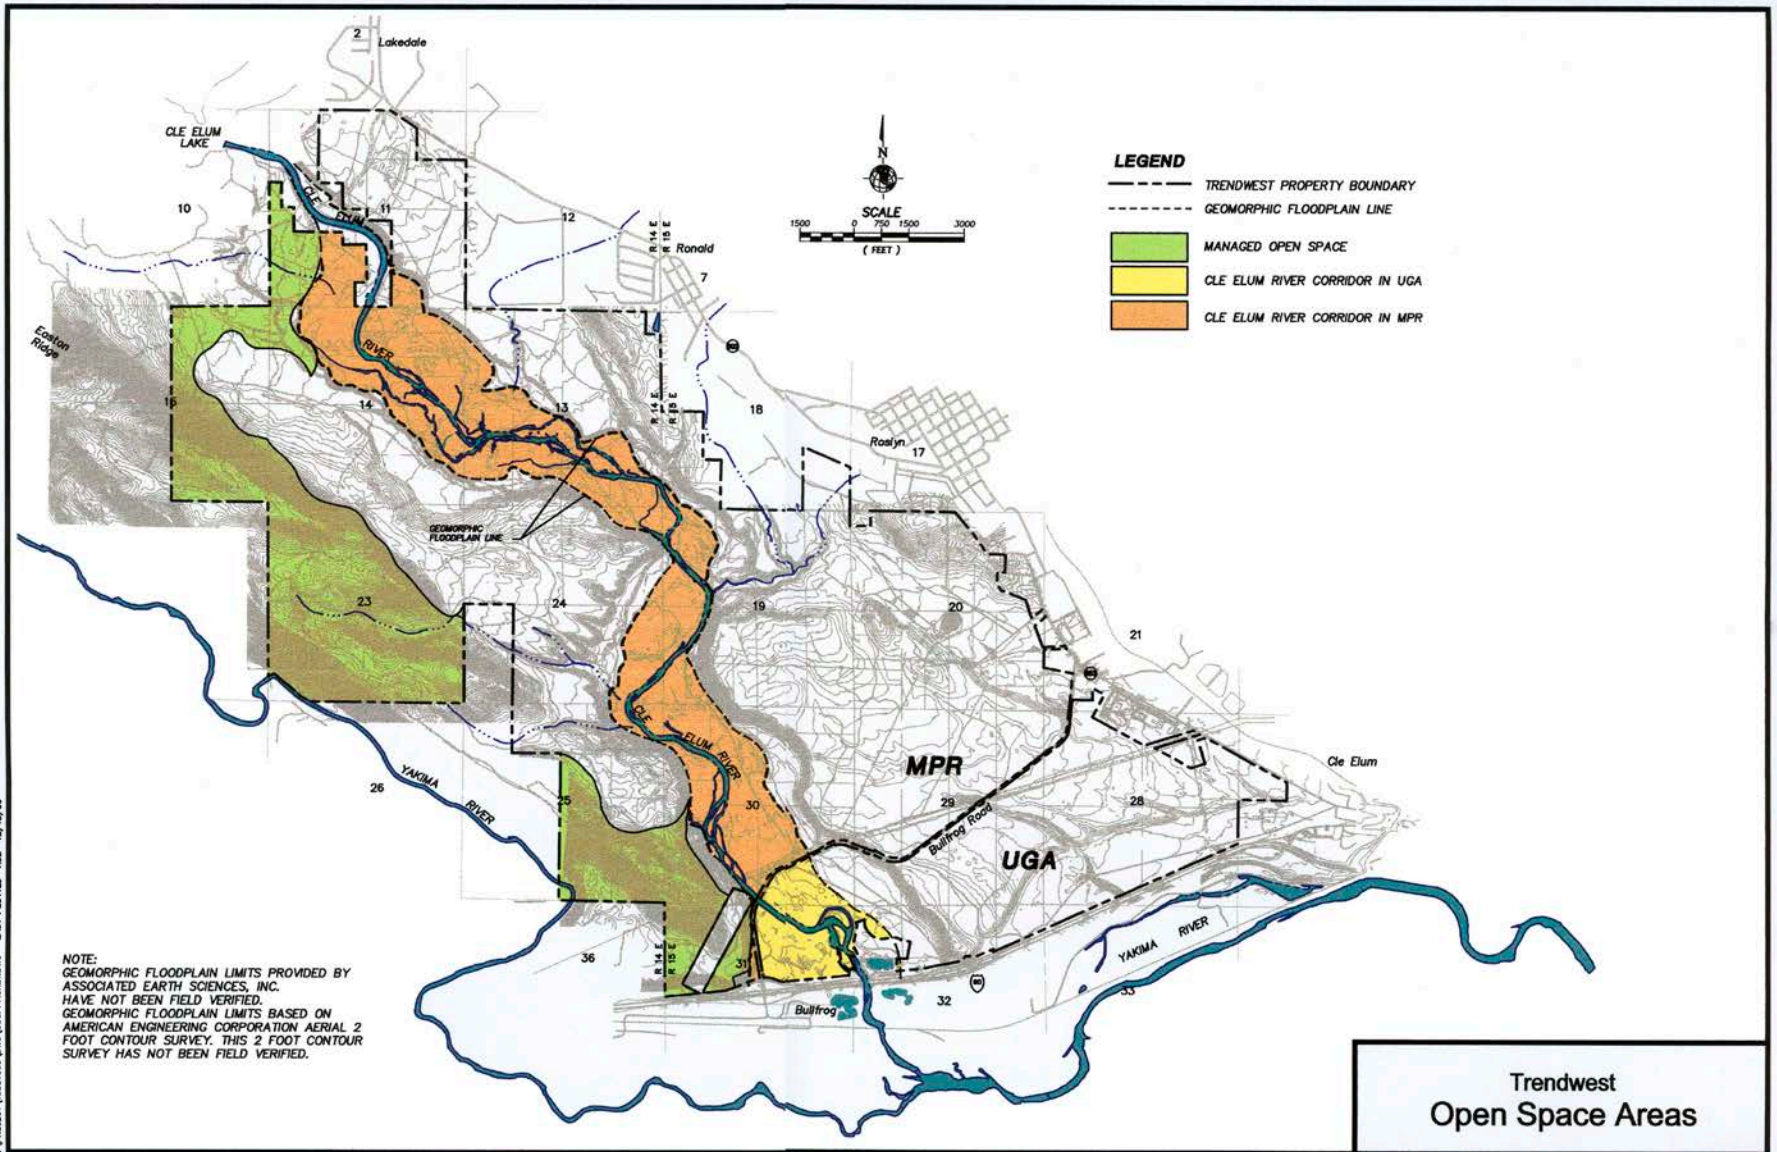 2
Lakedale
CLE ELUM
LAKE
10
CLE
ELUM
11
12
R 14 E
R 15 E
Ronald
7
N
SCALE
1500
0
750
1500
3000
( FEET )
LEGEND
TRENDWEST PROPERTY BOUNDARY
GEOMORPHIC FLOODPLAIN LINE
MANAGED OPEN SPACE
CLE ELUM RIVER CORRIDOR IN UGA
CLE ELUM RIVER CORRIDOR IN MPR
Easton
Ridge
RIVER
14
13
R 14 E
R 15 E
18
Roslyn
17
GEOMORPHIC
FLOODPLAIN LINE
23
24
19
20
21
CLE
ELUM RIVER
MPR
Cle Elum
26
YAKIMA
RIVER
25
30
29
28
Bullfrog Road
UGA
YAKIMA RIVER
36
R 14 E
R 15 E
31
32
90
33
Bullfrog
NOTE:
GEOMORPHIC FLOODPLAIN LIMITS PROVIDED BY
ASSOCIATED EARTH SCIENCES, INC.
HAVE NOT BEEN FIELD VERIFIED.
GEOMORPHIC FLOODPLAIN LIMITS BASED ON
AMERICAN ENGINEERING CORPORATION AERIAL 2
FOOT CONTOUR SURVEY. THIS 2 FOOT CONTOUR
SURVEY HAS NOT BEEN FIELD VERIFIED.
Trendwest
Open Space Areas